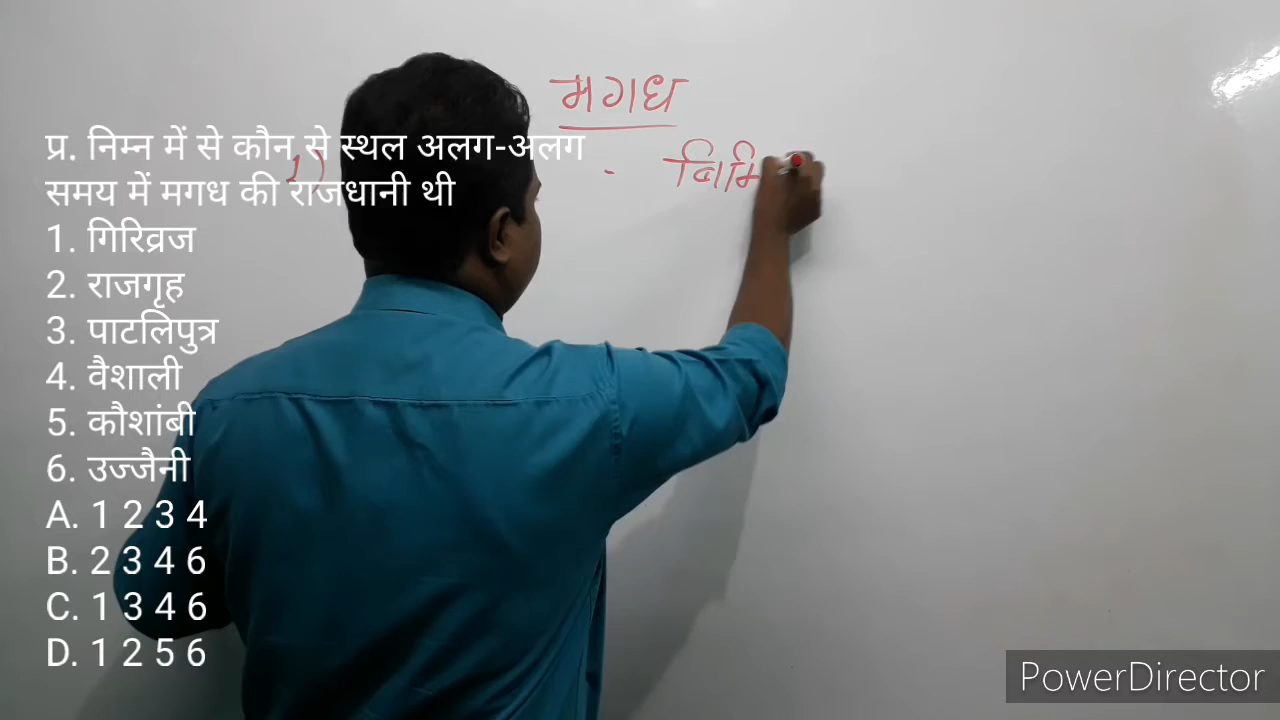 मगध
1) . बिमि
प्र. निम्न में से कौन से स्थल अलग-अलग
समय में मगध की राजधानी थी
1. गिरिव्रज
2. राजगृह
3. पाटलिपुत्र
4. वैशाली
5. कौशांबी
6. उज्जैनी
A. 1 2 3 4
B. 2 3 4 6
C. 1 3 4 6
D. 1 2 5 6
PowerDirector